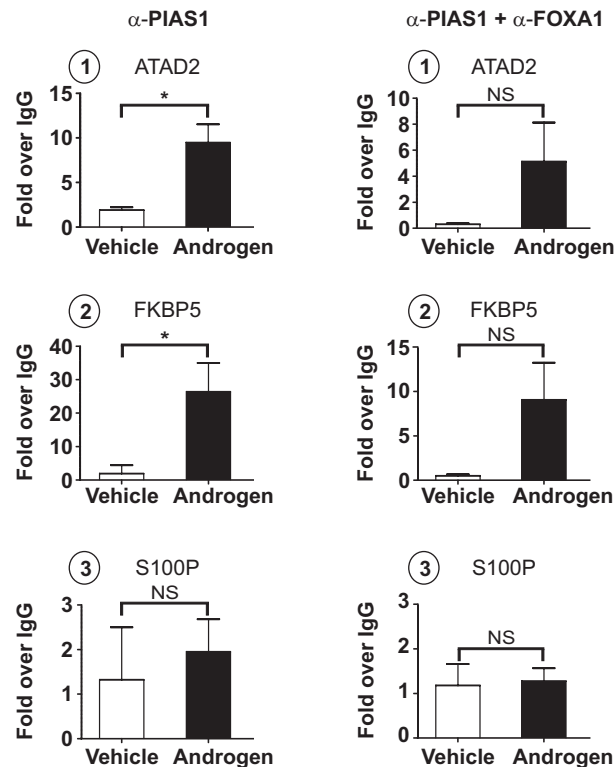 α-PIAS1
1 ATAD2
Fold over IgG
15
10
5
0
*
Vehicle Androgen
2 FKBP5
Fold over IgG
40
30
20
10
0
*
Vehicle Androgen
3 S100P
Fold over IgG
3
2
1
0
NS
Vehicle Androgen
α-PIAS1 + α-FOXA1
1 ATAD2
Fold over IgG
10
8
6
4
2
0
NS
Vehicle Androgen
2 FKBP5
Fold over IgG
15
10
5
0
NS
Vehicle Androgen
3 S100P
Fold over IgG
3
2
1
0
NS
Vehicle Androgen